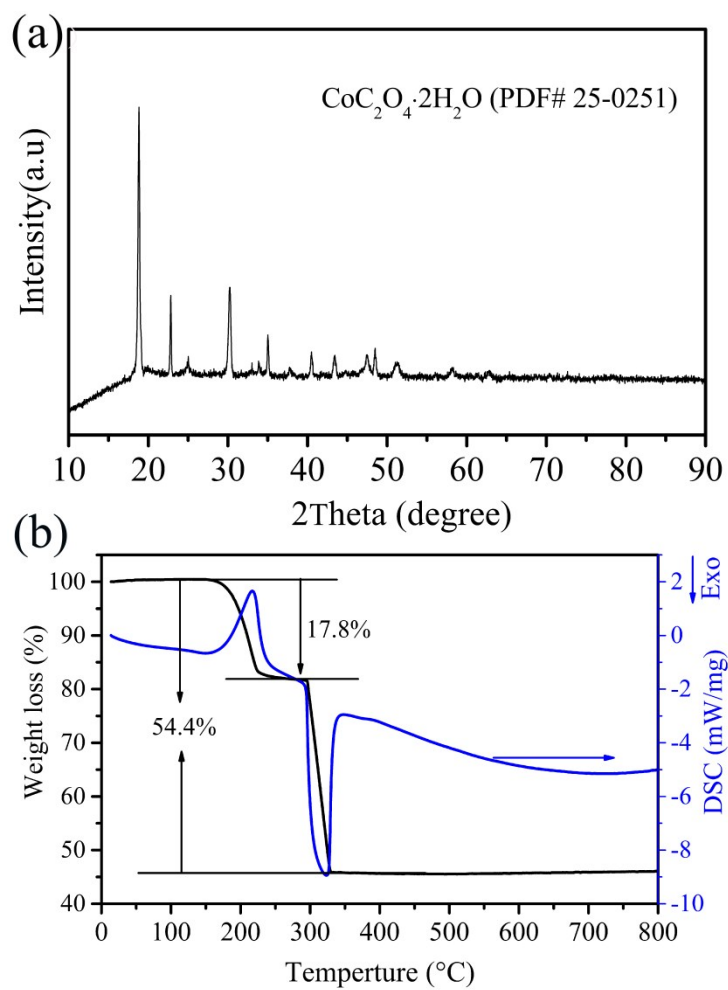 (a)
CoC2O4·2H2O (PDF# 25-0251)
Intensity(a.u)
10 20 30 40 50 60 70 80 90
2Theta (degree)
(b)
100
90
80
70
60
50
40
Weight loss (%)
17.8%
54.4%
2
0
-2
-4
-6
-8
-10
Exo
DSC (mW/mg)
0 100 200 300 400 500 600 700 800
Temperture (°C)